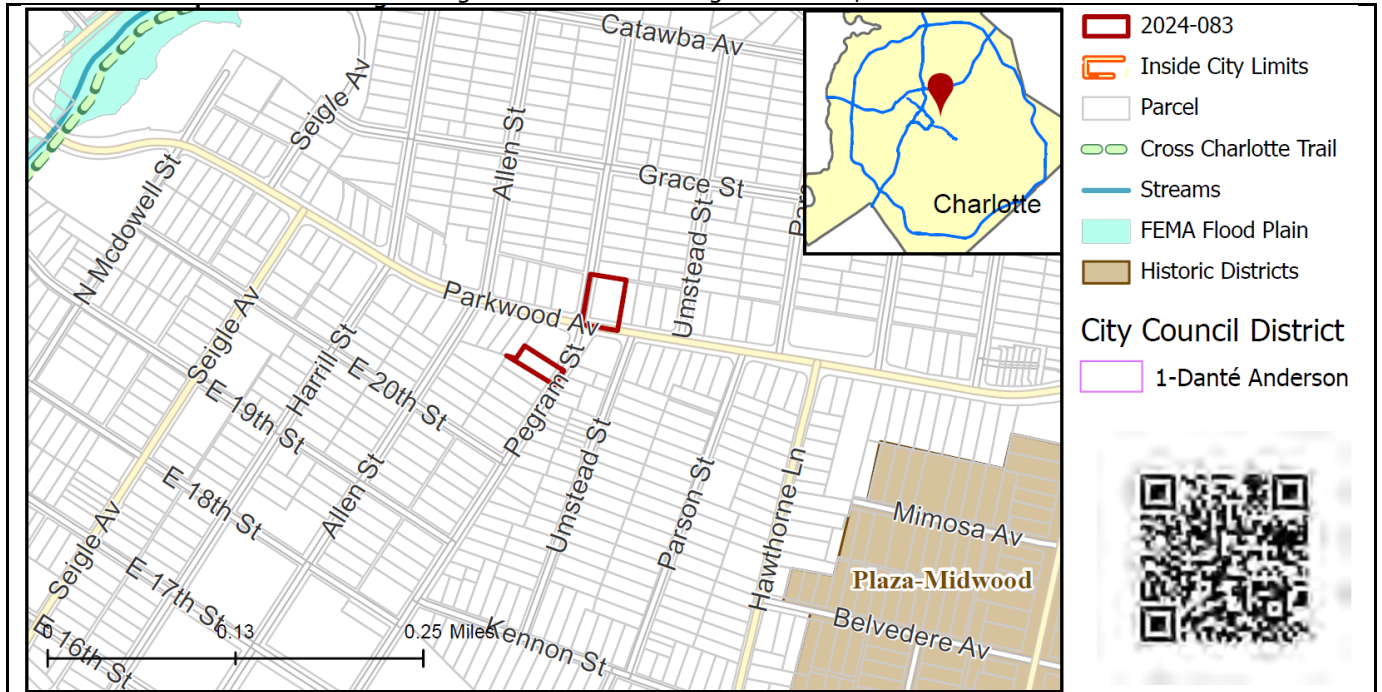 Catawba Av
Seigle Av
Allen St
Grace St
Umstead St
N Mcdowell St
Parkwood Av
Seigle Av
Harrill St
E 20th St
Pegram St
E 19th St
Umstead St
Parson St
Hawthorne Ln
Allen St
E 18th St
Mimosa Av
Seigle Av
E 17th St
Plaza-Midwood
Belvedere Av
Kennon St
E 16th St
0
0.13
0.25 Miles
Charlotte
2024-083
Inside City Limits
Parcel
Cross Charlotte Trail
Streams
FEMA Flood Plain
Historic Districts
City Council District
1-Danté Anderson